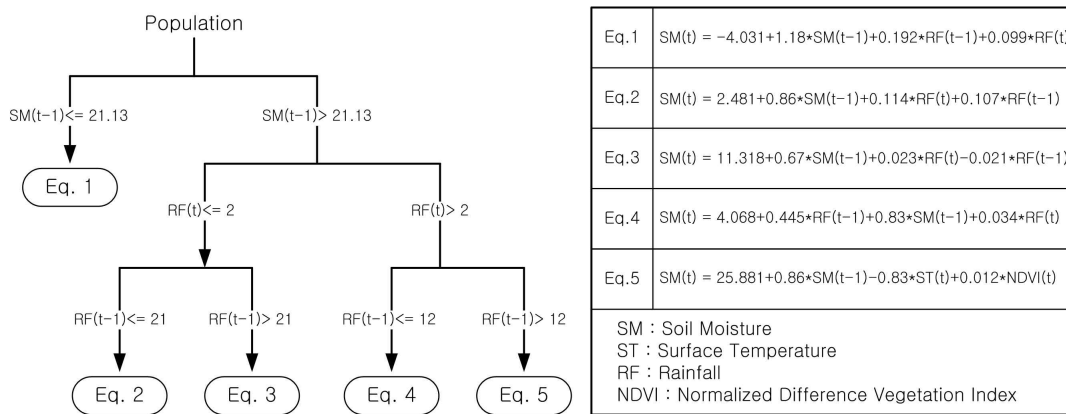 Population
SM(t-1)<= 21.13
SM(t-1)> 21.13
Eq. 1
RF(t)<= 2
RF(t)> 2
RF(t-1)<= 21
RF(t-1)> 21
RF(t-1)<= 12
RF(t-1)> 12
Eq. 2
Eq. 3
Eq. 4
Eq. 5
Eq.1 SM(t) = -4.031+1.18*SM(t-1)+0.192*RF(t-1)+0.099*RF(t)
Eq.2 SM(t) = 2.481+0.86*SM(t-1)+0.114*RF(t)+0.107*RF(t-1)
Eq.3 SM(t) = 11.318+0.67*SM(t-1)+0.023*RF(t)-0.021*RF(t-1)
Eq.4 SM(t) = 4.068+0.445*RF(t-1)+0.83*SM(t-1)+0.034*RF(t)
Eq.5 SM(t) = 25.881+0.86*SM(t-1)-0.83*ST(t)+0.012*NDVI(t)
SM : Soil Moisture
ST : Surface Temperature
RF : Rainfall
NDVI : Normalized Difference Vegetation Index